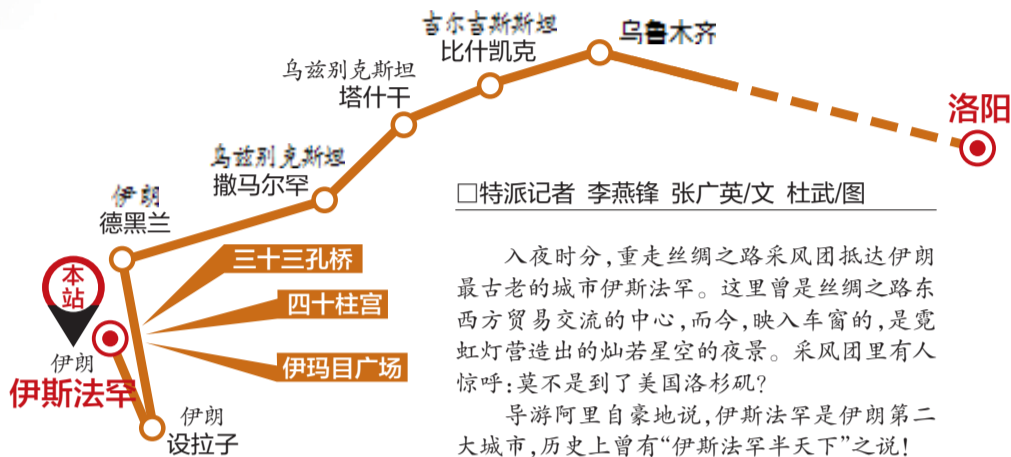 吉尔吉斯斯坦
比什凯克
乌鲁木齐
乌兹别克斯坦
塔什干
洛阳
乌兹别克斯坦
撒马尔罕
伊朗
德黑兰
本站
伊朗
伊斯法罕
伊朗
设拉子
三十三孔桥
四十柱宫
伊玛目广场
□特派记者 李燕锋 张广英/文 杜武/图
入夜时分,重走丝绸之路采风团抵达伊朗
最古老的城市伊斯法罕。这里曾是丝绸之路东
西方贸易交流的中心,而今,映入车窗的,是霓
虹灯营造出的灿若星空的夜景。采风团里有人
惊呼:莫不是到了美国洛杉矶?
导游阿里自豪地说,伊斯法罕是伊朗第二
大城市,历史上曾有“伊斯法罕半天下”之说!